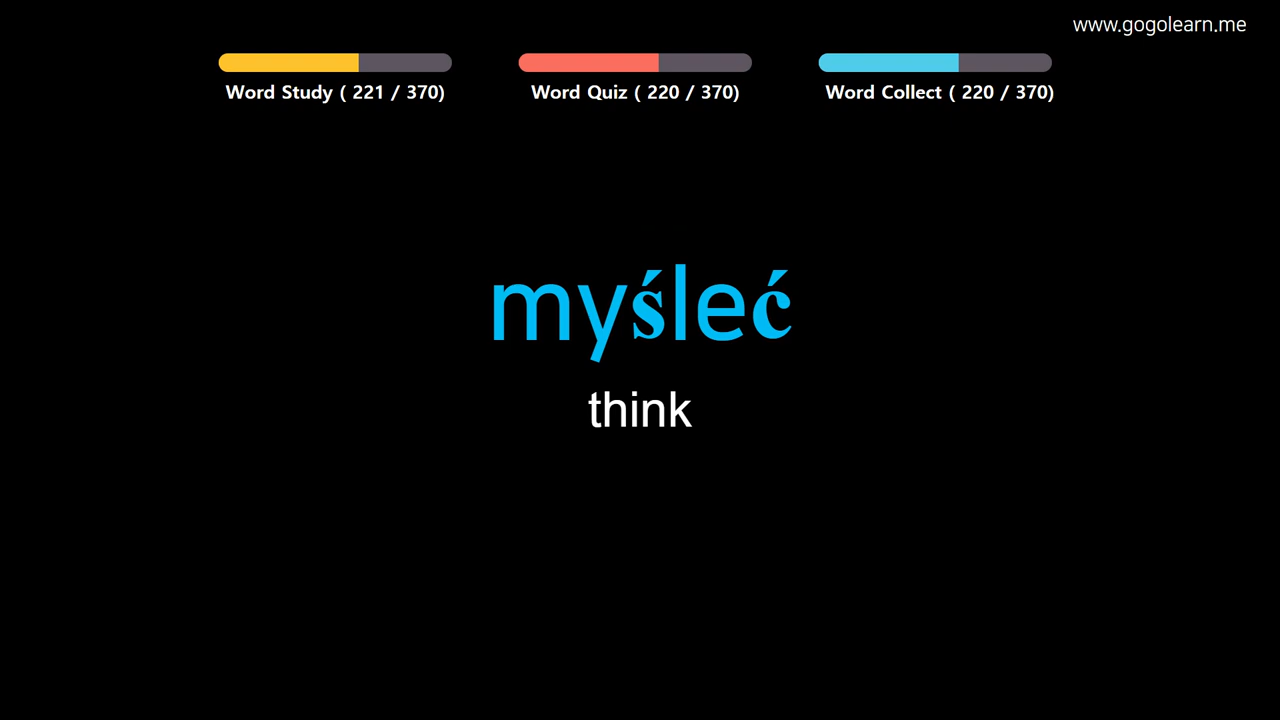 www.gogolearn.me
Word Study ( 221 / 370)
Word Quiz ( 220 / 370)
Word Collect ( 220 / 370)
myśleć
think